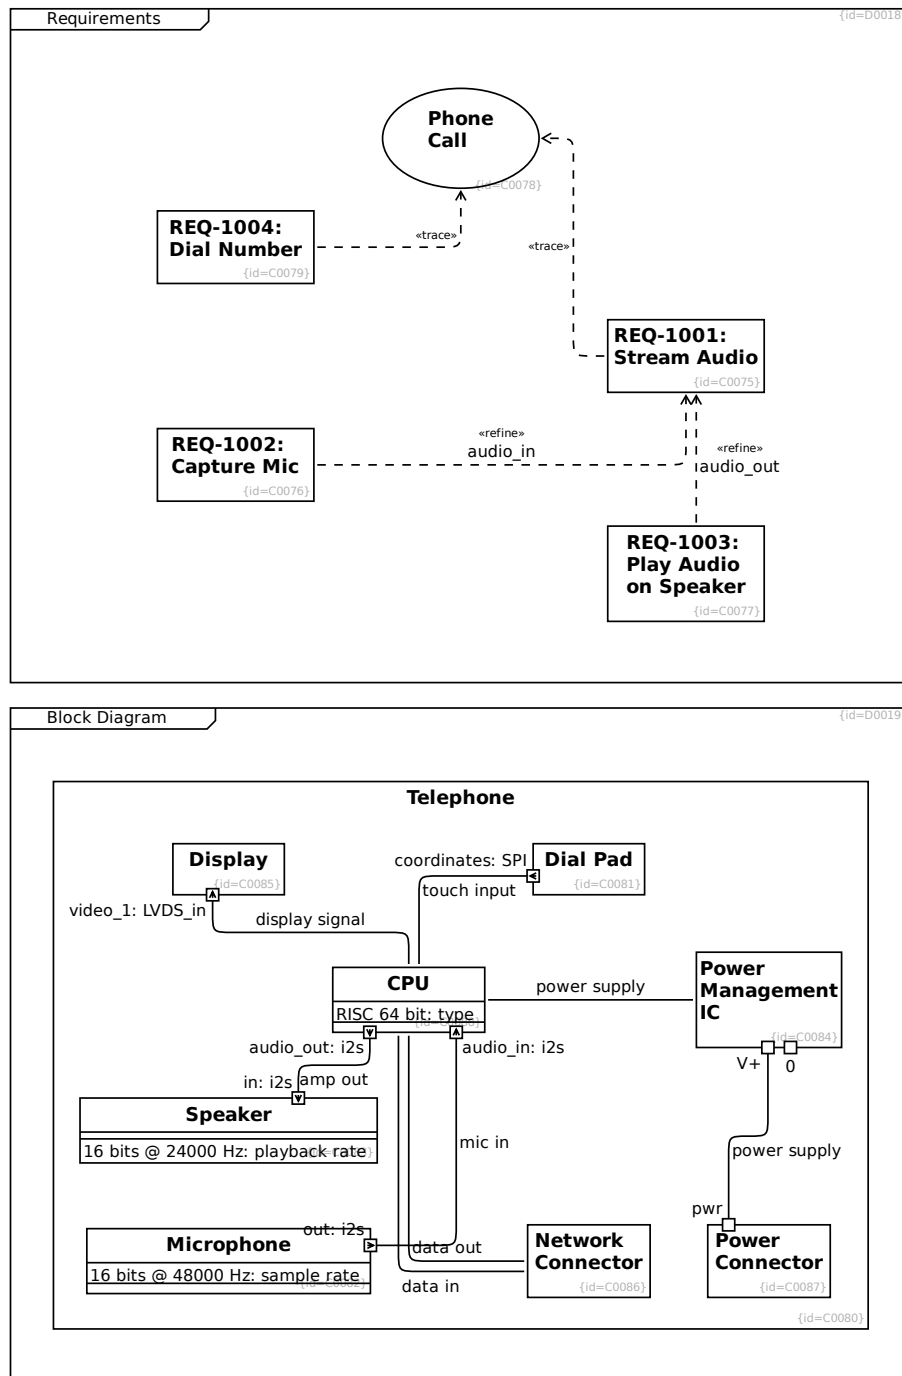 Requirements
{id=D0018
Phone
Call
{id=C0078}
REQ-1004:
Dial Number
{id=C0079}
«trace»
«trace»
REQ-1001:
Stream Audio
{id=C0075}
REQ-1002:
Capture Mic
{id=C0076}
«refine»
audio_in
«refine»
audio_out
REQ-1003:
Play Audio
on Speaker
{id=C0077}
Block Diagram
{id=D0019
Telephone
Display
{id=C0085}
video_1: LVDS_in
display signal
coordinates: SPI
touch input
Dial Pad
{id=C0081}
CPU
RISC 64 bit: type
power supply
Power
Management
IC
{id=C0084}
V+
0
audio_out: i2s
audio_in: i2s
in: i2s
amp out
Speaker
16 bits @ 24000 Hz: playback rate
mic in
power supply
pwr
out: i2s
Microphone
16 bits @ 48000 Hz: sample rate
data out
data in
Network
Connector
{id=C0086}
Power
Connector
{id=C0087}
{id=C0080}